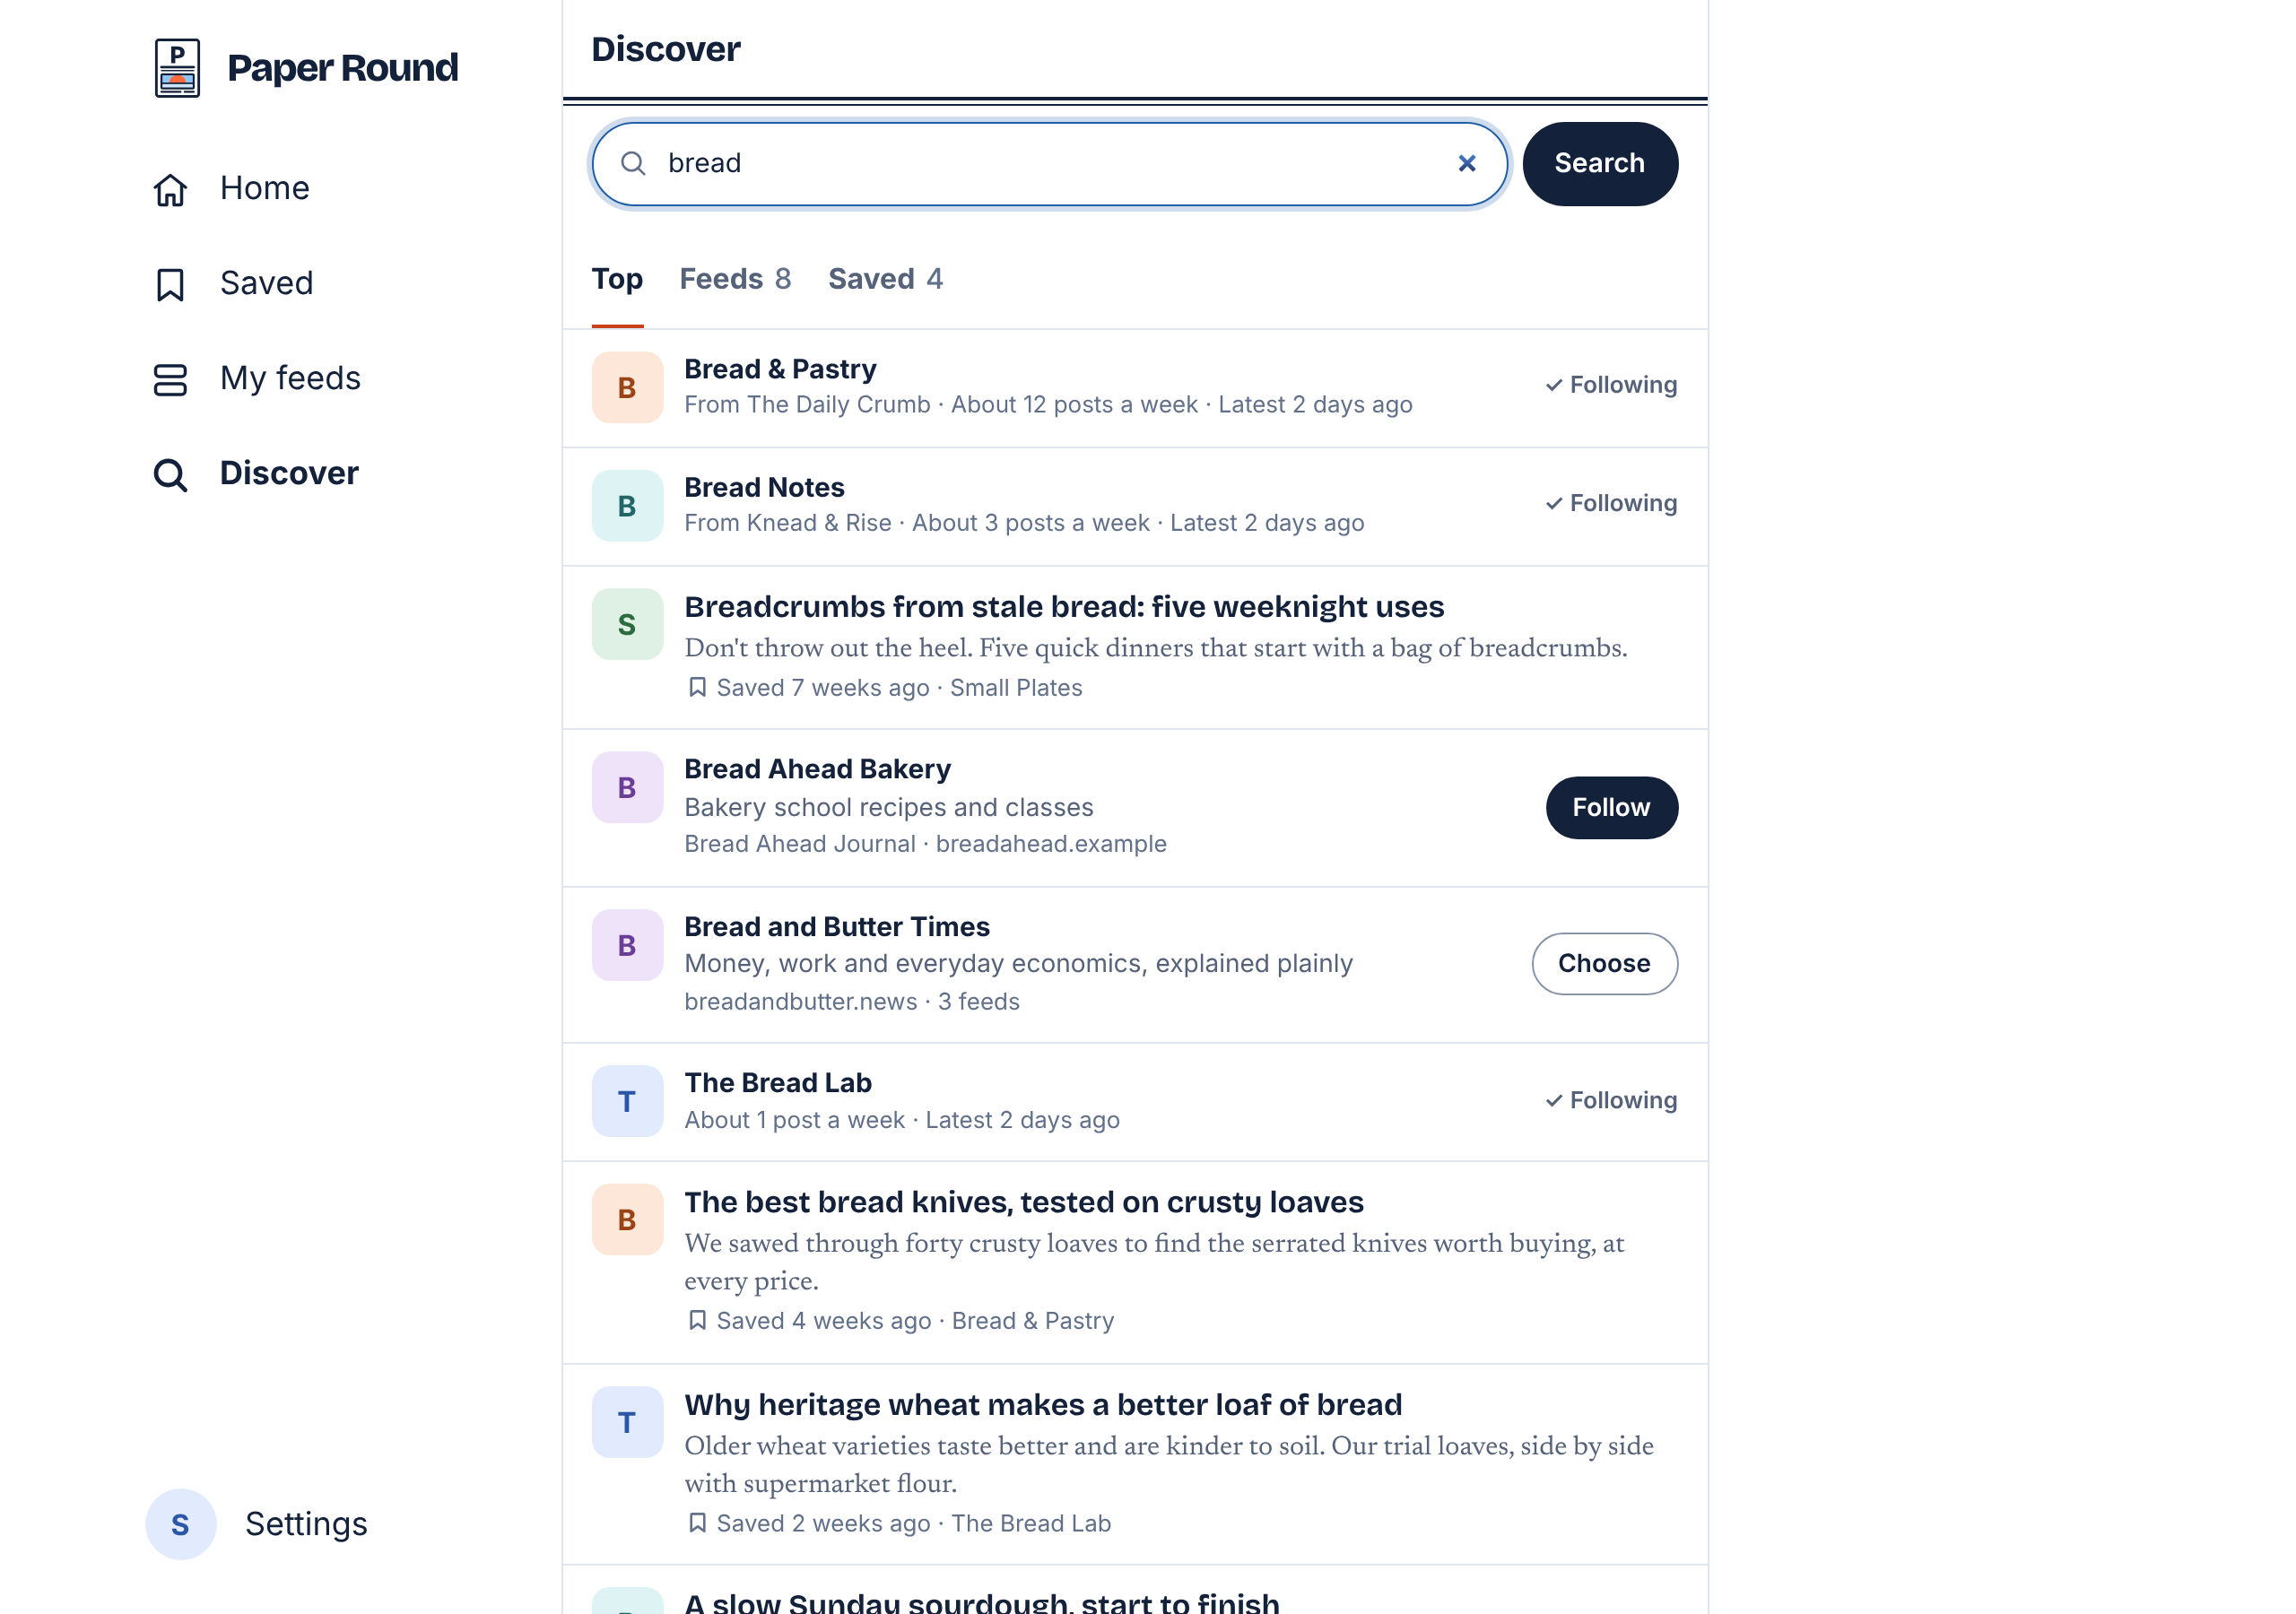 P
Paper Round
Home
Saved
My feeds
Discover
S
Settings
Discover
bread
Search
Top
Feeds 8
Saved 4
B
Bread & Pastry
From The Daily Crumb · About 12 posts a week · Latest 2 days ago
Following
B
Bread Notes
From Knead & Rise · About 3 posts a week · Latest 2 days ago
Following
S
Breadcrumbs from stale bread: five weeknight uses
Don't throw out the heel. Five quick dinners that start with a bag of breadcrumbs.
Saved 7 weeks ago · Small Plates
B
Bread Ahead Bakery
Bakery school recipes and classes
Bread Ahead Journal · breadahead.example
Follow
B
Bread and Butter Times
Money, work and everyday economics, explained plainly
breadandbutter.news · 3 feeds
Choose
T
The Bread Lab
About 1 post a week · Latest 2 days ago
Following
B
The best bread knives, tested on crusty loaves
We sawed through forty crusty loaves to find the serrated knives worth buying, at
every price.
Saved 4 weeks ago · Bread & Pastry
T
Why heritage wheat makes a better loaf of bread
Older wheat varieties taste better and are kinder to soil. Our trial loaves, side by side
with supermarket flour.
Saved 2 weeks ago · The Bread Lab
A slow Sunday sourdough, start to finish